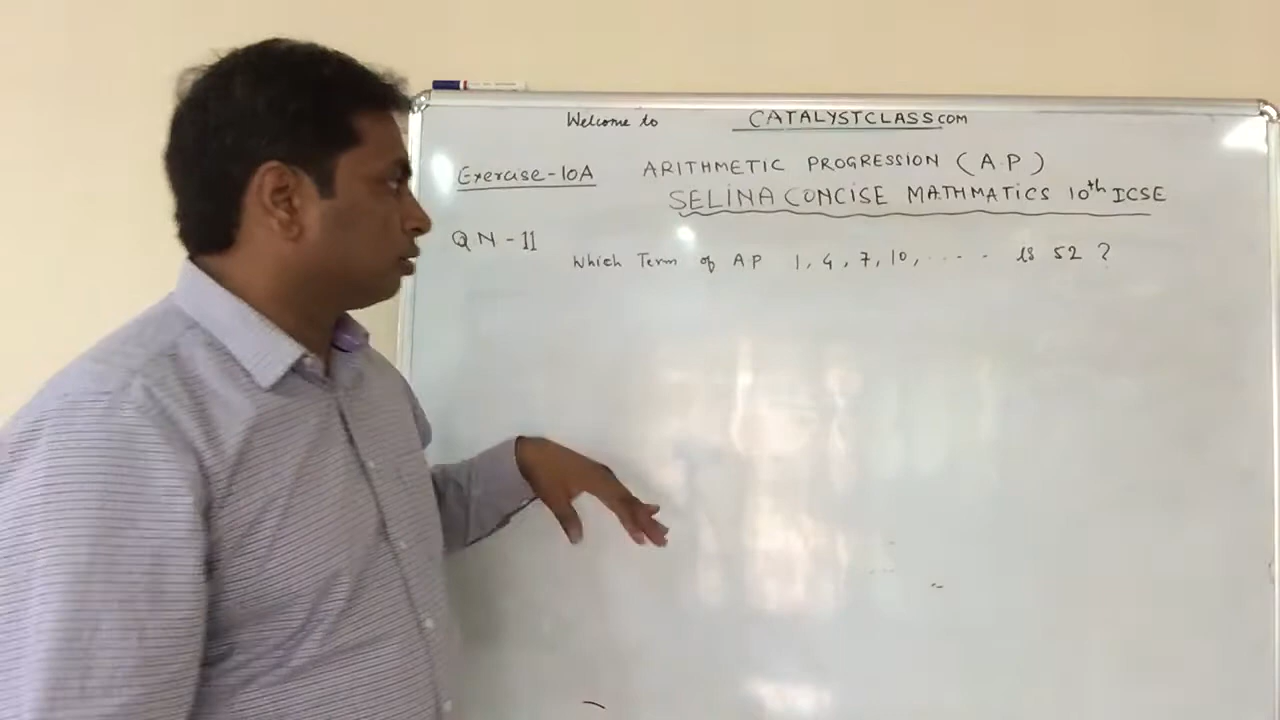 Welcome to CATALYSTCLASS.COM
Exercise-10A ARITHMETIC PROGRESSION (A.P)
SELINA CONCISE MATHMATICS 10th ICSE
QN-11
Which Term of AP 1, 4, 7, 10, ..... is 52 ?